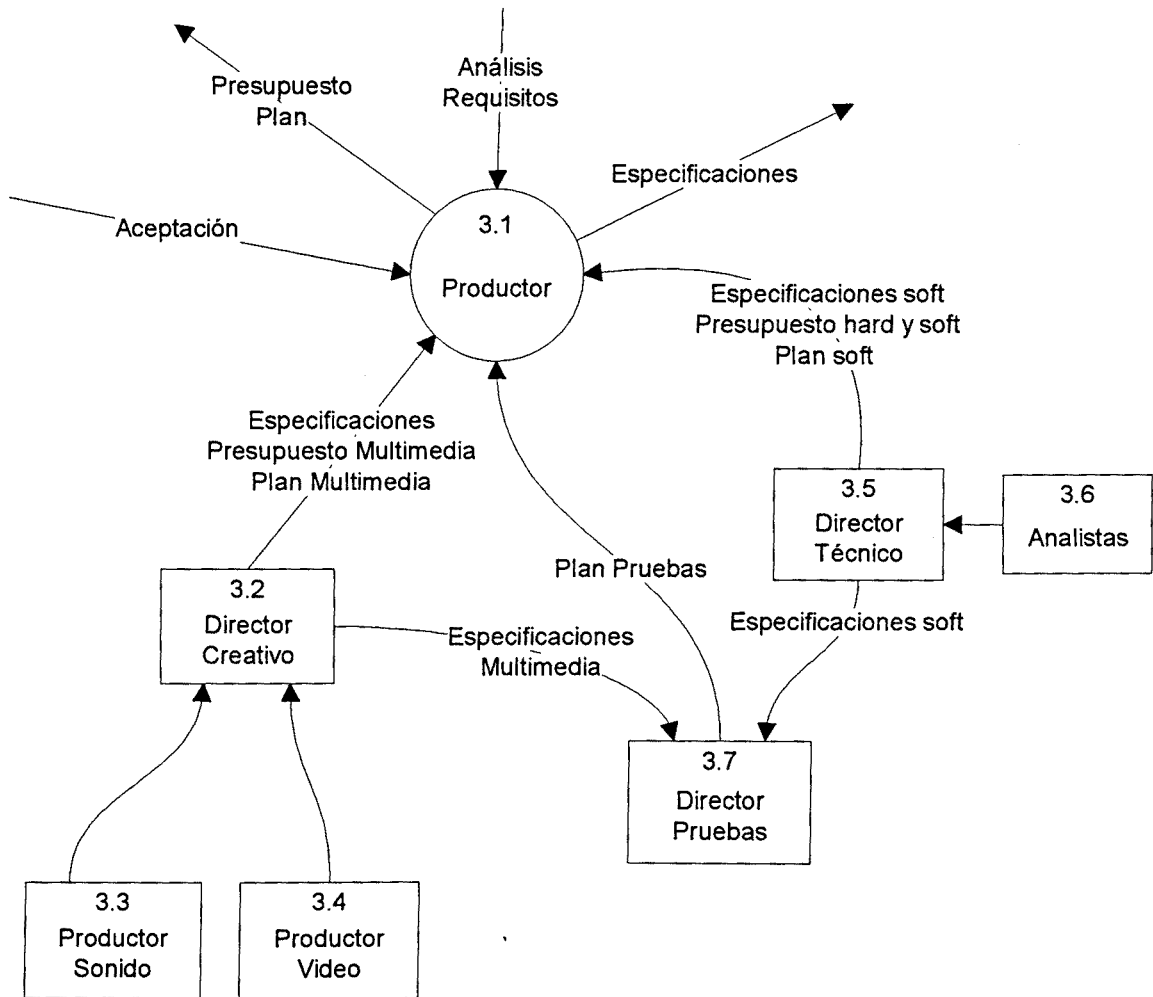 Presupuesto
Plan
Análisis
Requisitos
Especificaciones
Aceptación
3.1
Productor
Especificaciones soft
Presupuesto hard y soft
Plan soft
Especificaciones
Presupuesto Multimedia
Plan Multimedia
3.5
Director
Técnico
3.6
Analistas
Plan Pruebas
3.2
Director
Creativo
Especificaciones
Multimedia
Especificaciones soft
3.7
Director
Pruebas
3.3
Productor
Sonido
3.4
Productor
Video